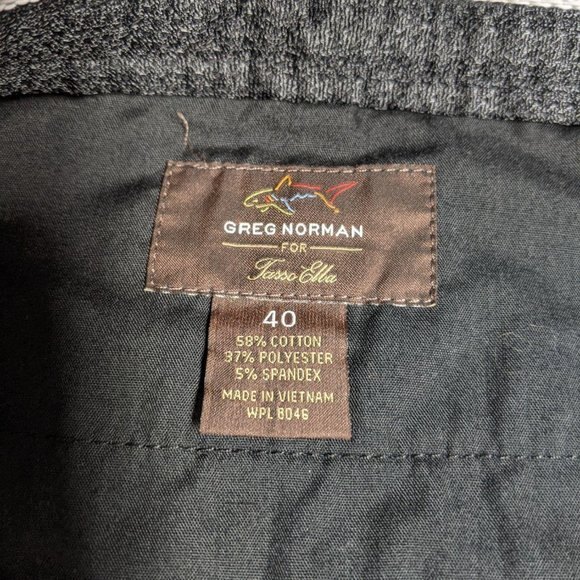 GREG NORMAN
FOR
Tasso Elba
40
58% COTTON
37% POLYESTER
5% SPANDEX
MADE IN VIETNAM
WPL 8046